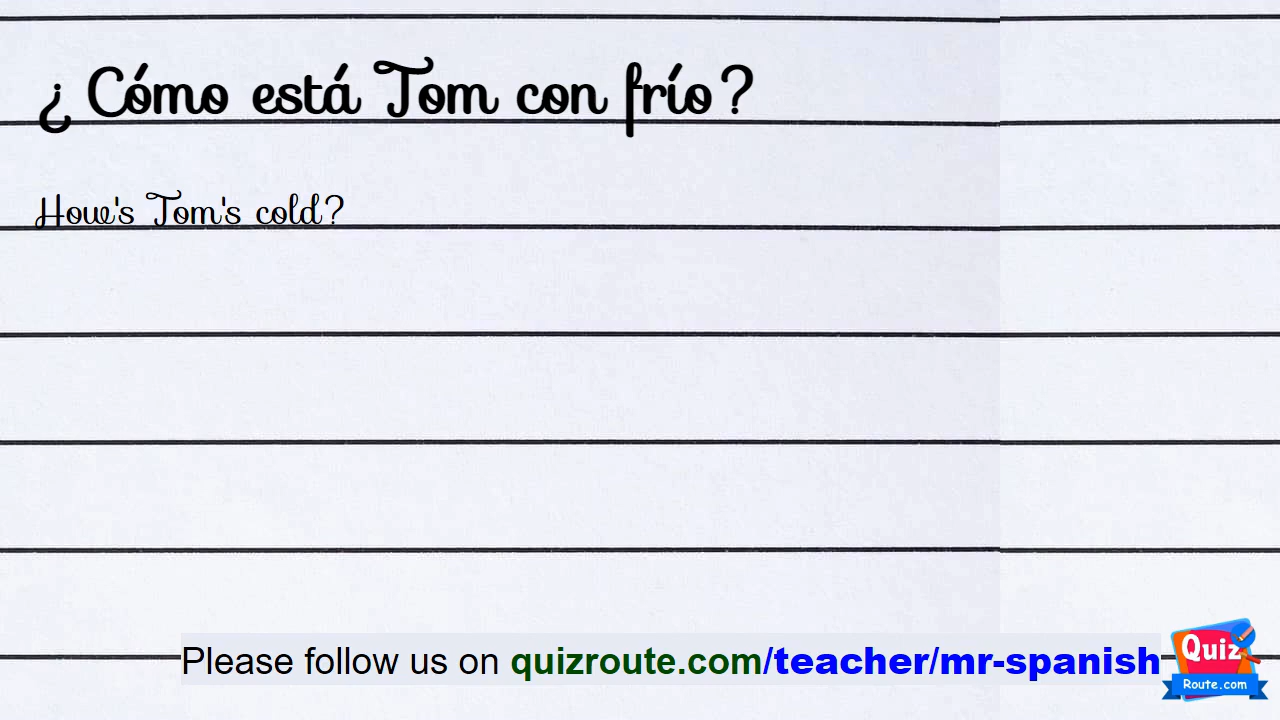 ¿ Cómo está Tom con frío?
How's Tom's cold?
Please follow us on quizroute.com/teacher/mr-spanish
Quiz
Route.com